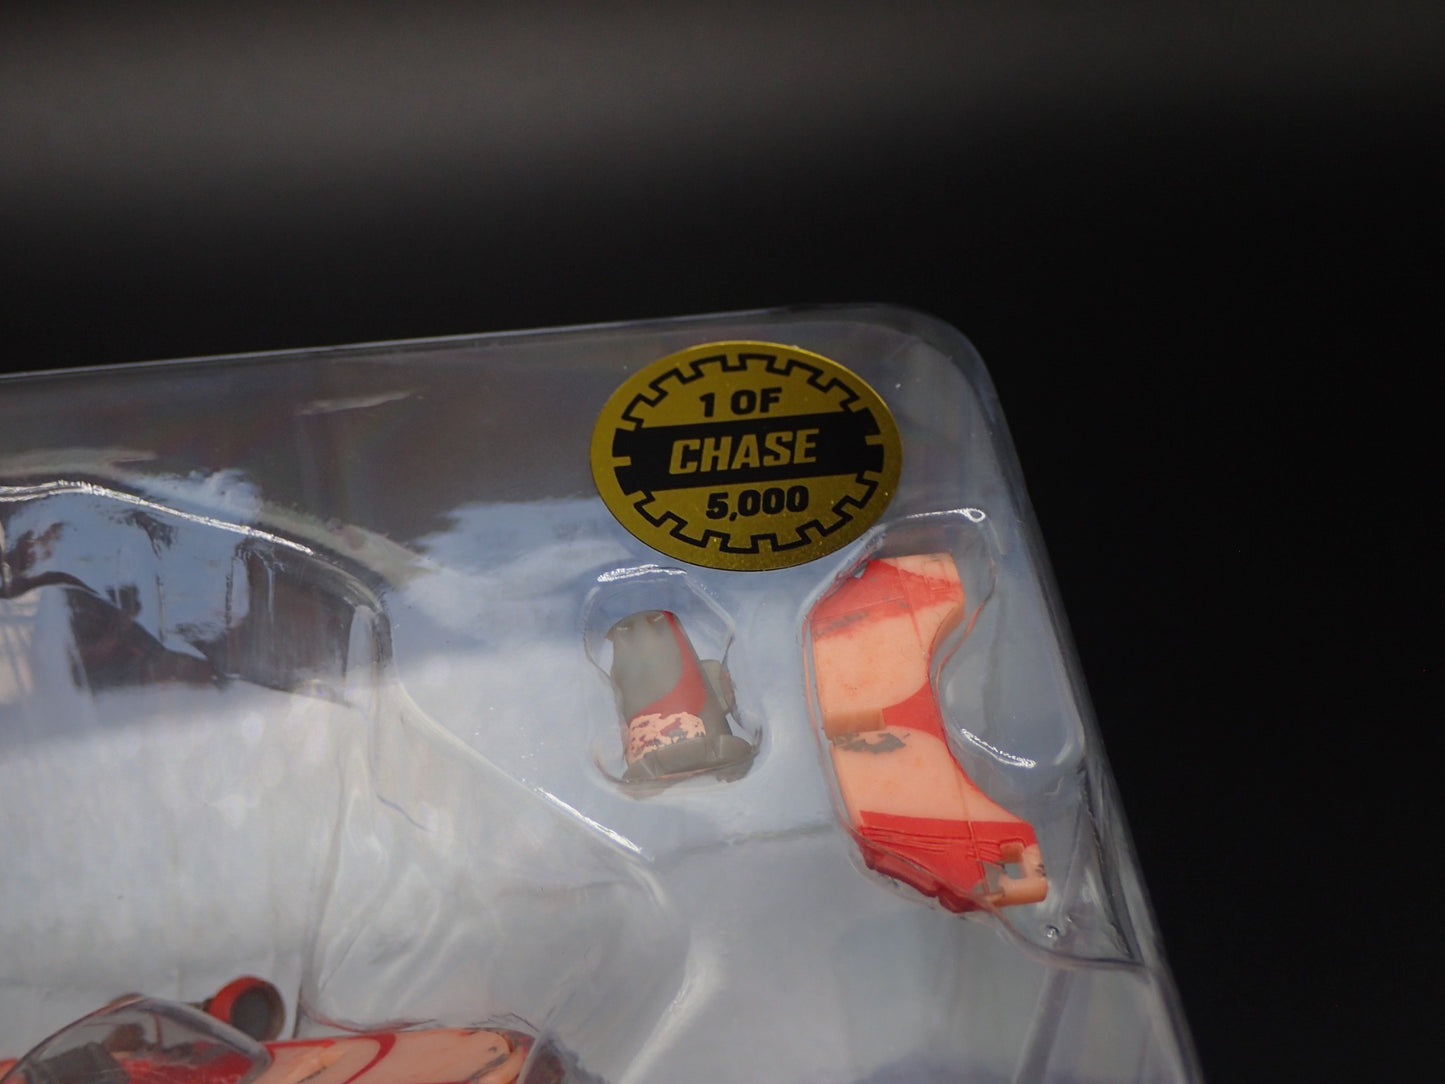 1 OF
CHASE
5,000